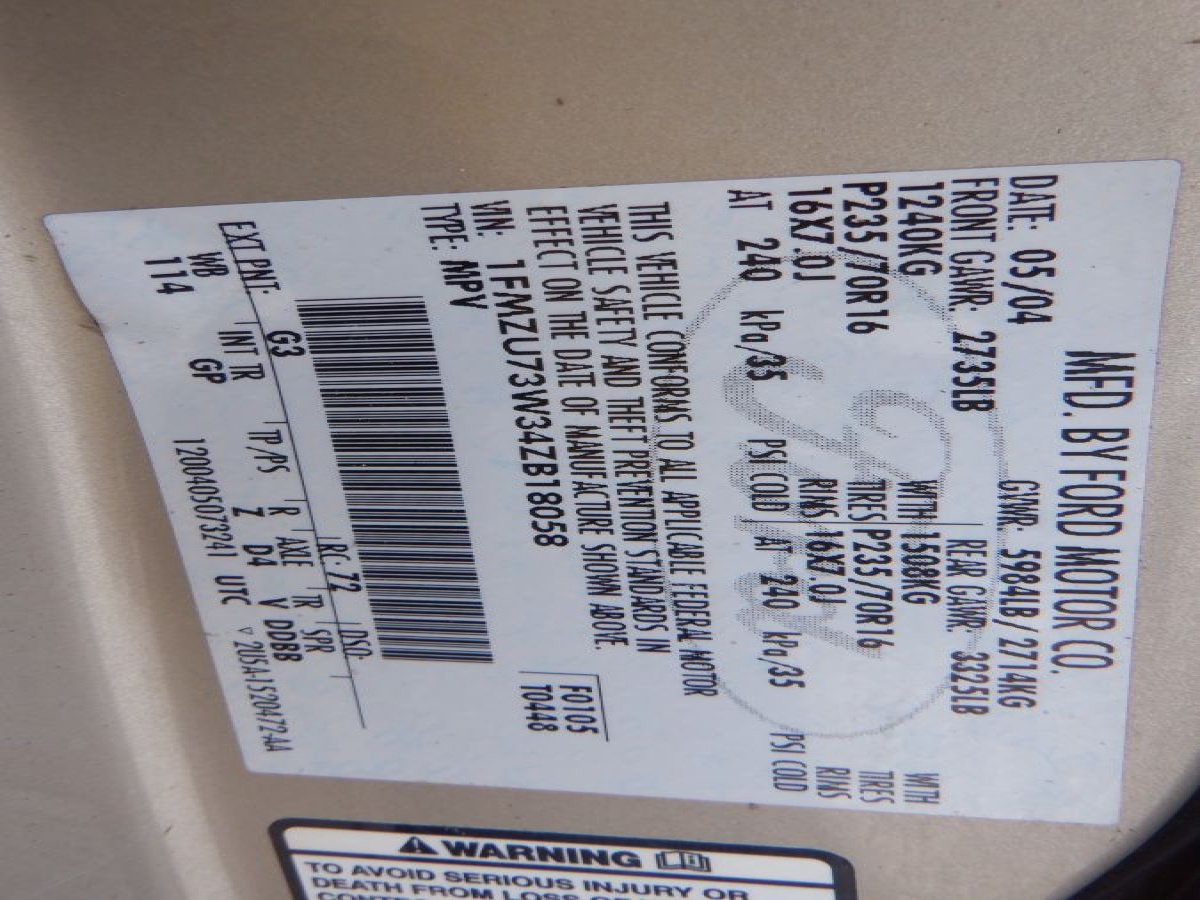 MFD. BY FORD MOTOR CO.
DATE: 05/04 GVWR: 5984LB/2714KG
FRONT GAWR: 2735LB REAR GAWR: 3325LB
1240KG WITH 1508KG WITH
P235/70R16 TIRES P235/70R16 TIRES
16X7.0J RIMS 16X7.0J RIMS
AT 240 kPa/35 PSI COLD AT 240 kPa/35 PSI COLD
THIS VEHICLE CONFORMS TO ALL APPLICABLE FEDERAL MOTOR
VEHICLE SAFETY AND THEFT PREVENTION STANDARDS IN
EFFECT ON THE DATE OF MANUFACTURE SHOWN ABOVE.
VIN: 1FMZU73W34ZB18058 F0105
TYPE: MPV T0448
EXT PNT: G3 RC: 72 DSO:
WB INT TR TP/PS R AXLE TR SPR
114 GP Z D4 V DDBB
1200405073241 UTC ▽ 2U5A-1520472-AA
WARNING
TO AVOID SERIOUS INJURY OR
DEATH FROM LOSS